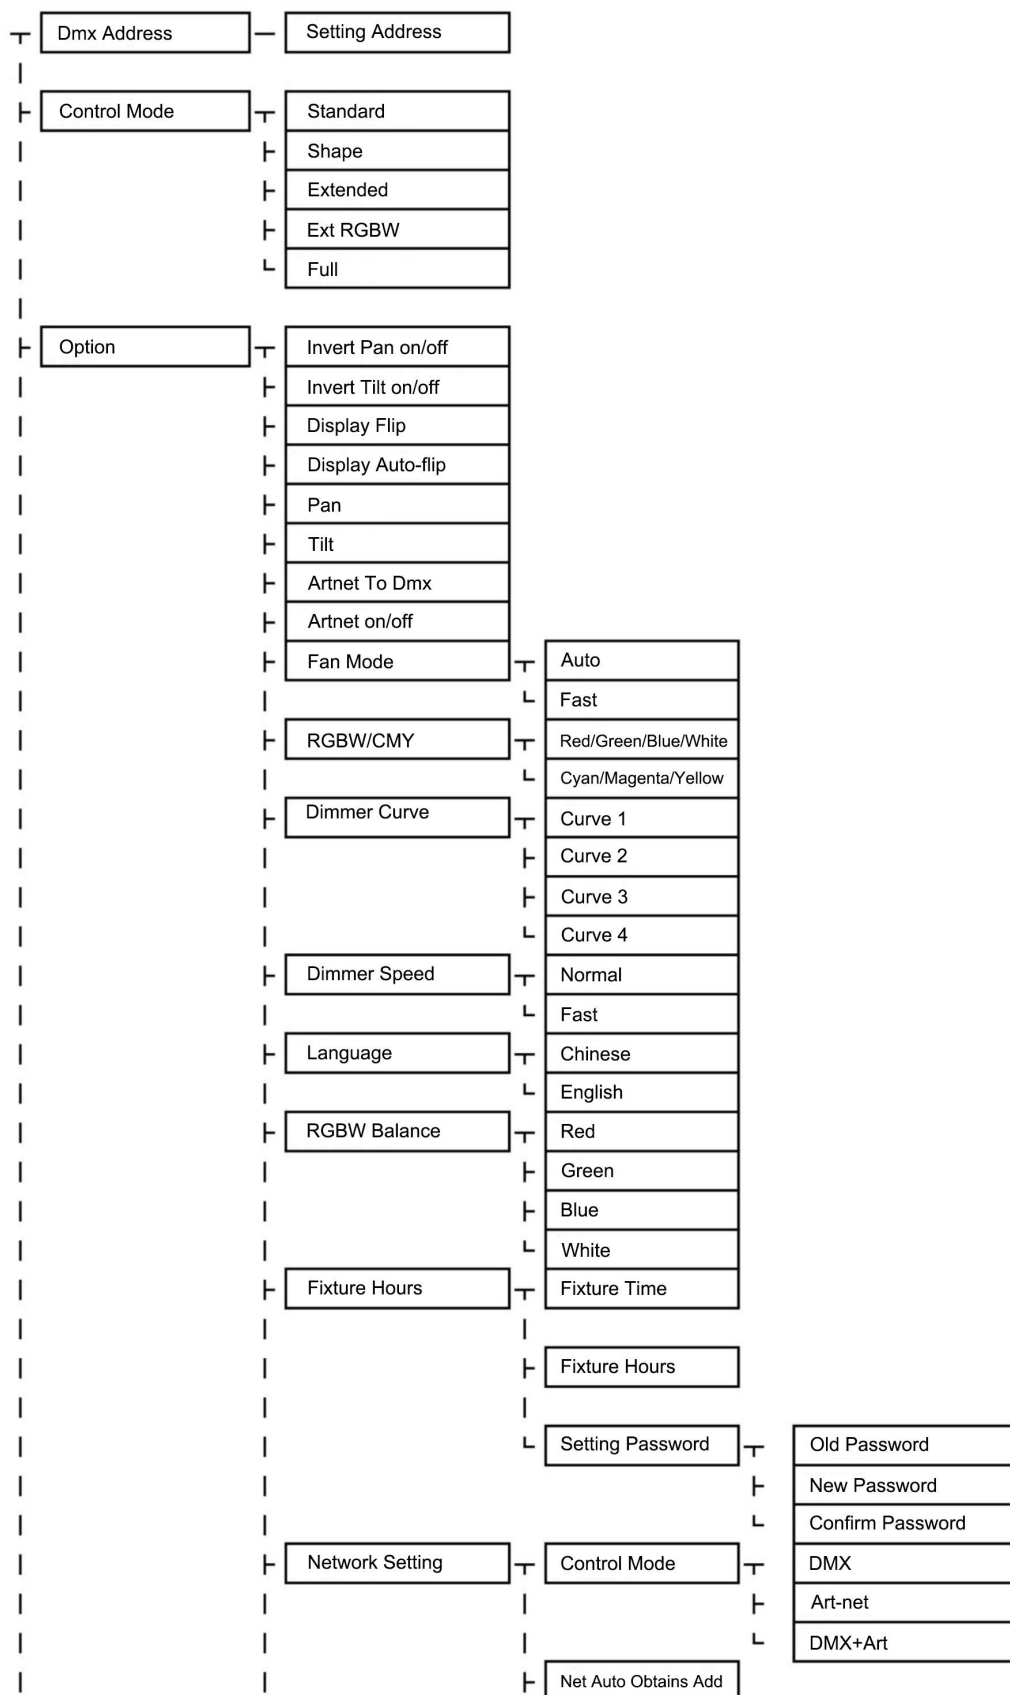 Dmx Address
Setting Address
Control Mode
Standard
Shape
Extended
Ext RGBW
Full
Option
Invert Pan on/off
Invert Tilt on/off
Display Flip
Display Auto-flip
Pan
Tilt
Artnet To Dmx
Artnet on/off
Fan Mode
Auto
Fast
RGBW/CMY
Red/Green/Blue/White
Cyan/Magenta/Yellow
Dimmer Curve
Curve 1
Curve 2
Curve 3
Curve 4
Dimmer Speed
Normal
Fast
Language
Chinese
English
RGBW Balance
Red
Green
Blue
White
Fixture Hours
Fixture Time
Fixture Hours
Setting Password
Old Password
New Password
Confirm Password
Network Setting
Control Mode
DMX
Art-net
DMX+Art
Net Auto Obtains Add